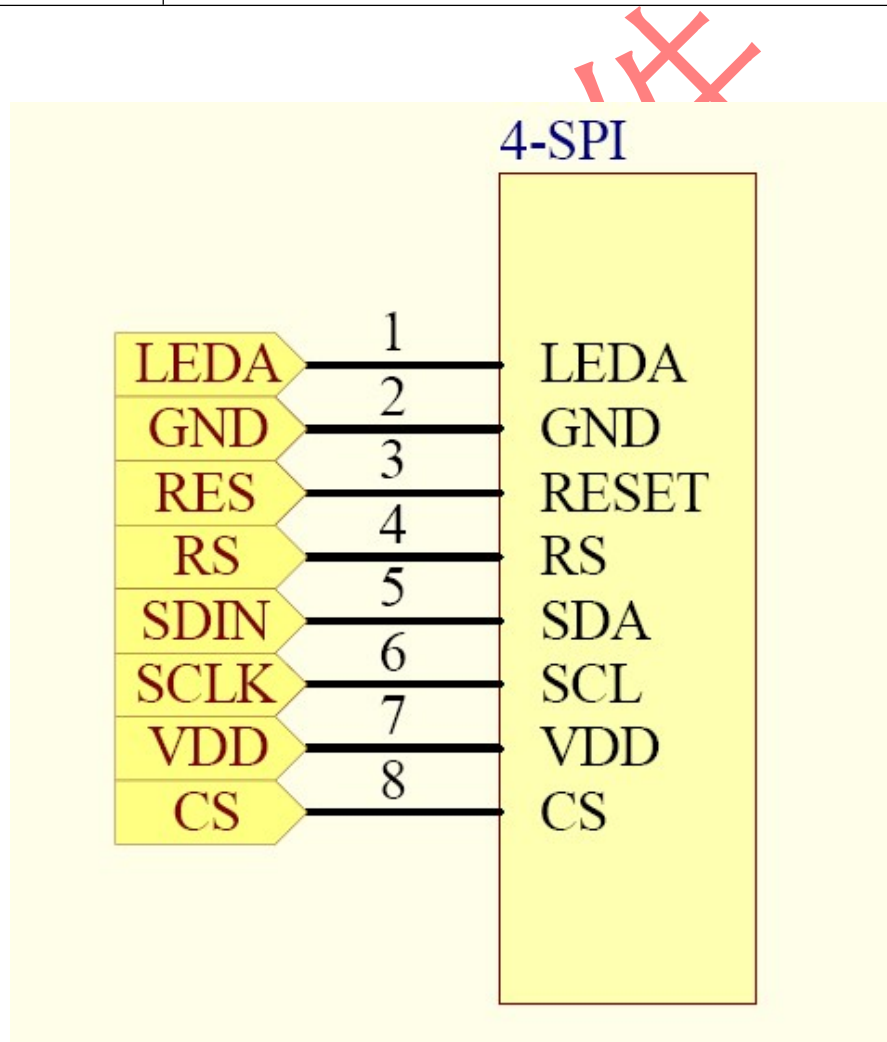 4-SPI
LEDA 1 LEDA
GND 2 GND
RES 3 RESET
RS 4 RS
SDIN 5 SDA
SCLK 6 SCL
VDD 7 VDD
CS 8 CS